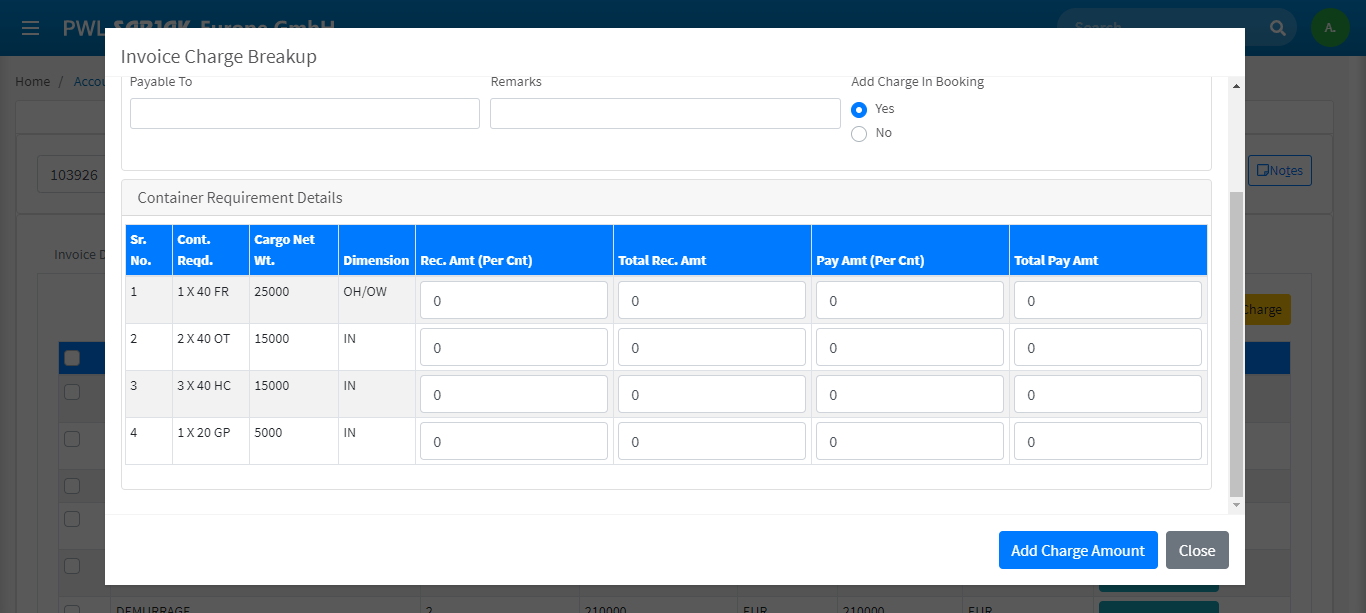 PWL SARJAK Europe GmbH
Search
A.
Invoice Charge Breakup
Home / Accou
Payable To
Remarks
Add Charge In Booking
Yes
No
103926
Notes
Container Requirement Details
Invoice D
Sr. No.
Cont. Reqd.
Cargo Net Wt.
Dimension
Rec. Amt (Per Cnt)
Total Rec. Amt
Pay Amt (Per Cnt)
Total Pay Amt
1 1 X 40 FR 25000 OH/OW 0 0 0 0
Charge
2 2 X 40 OT 15000 IN 0 0 0 0
3 3 X 40 HC 15000 IN 0 0 0 0
4 1 X 20 GP 5000 IN 0 0 0 0
Add Charge Amount
Close
DEMURRAGE 2 210000 EUR 210000 EUR